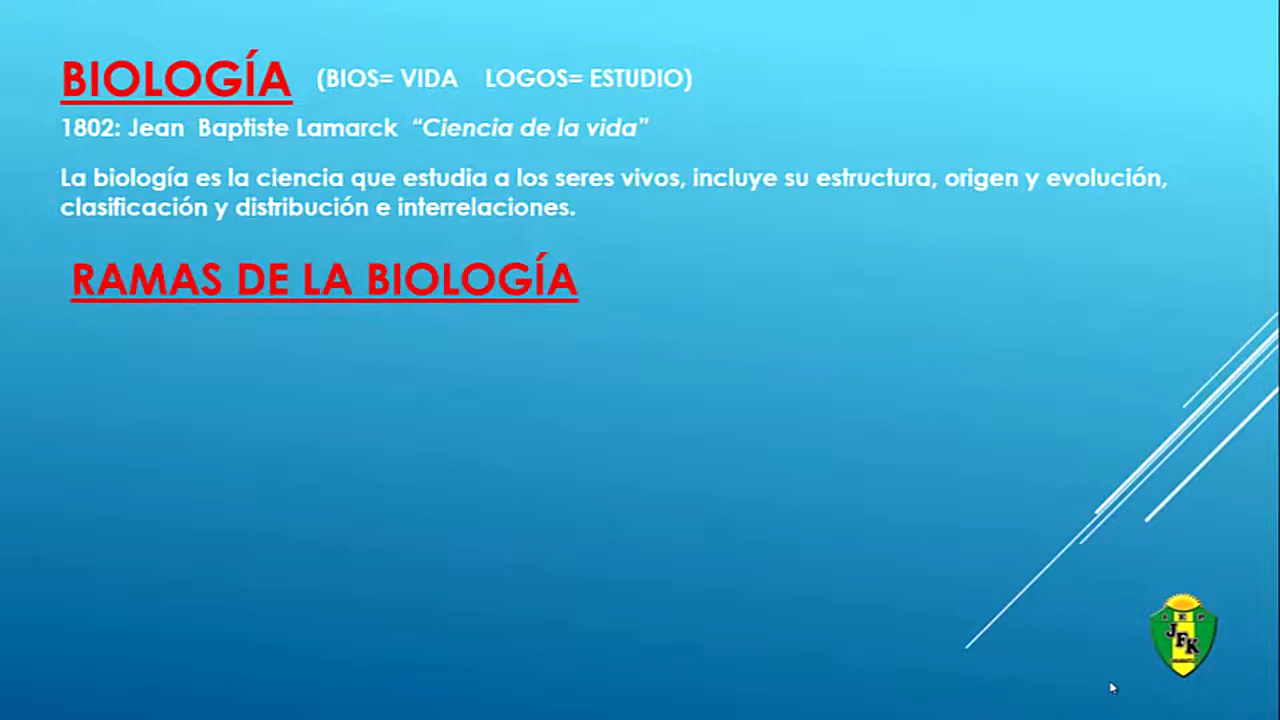 BIOLOGÍA (BIOS= VIDA LOGOS= ESTUDIO)
1802: Jean Baptiste Lamarck “Ciencia de la vida”
La biología es la ciencia que estudia a los seres vivos, incluye su estructura, origen y evolución,
clasificación y distribución e interrelaciones.
RAMAS DE LA BIOLOGÍA
I E P
JFK